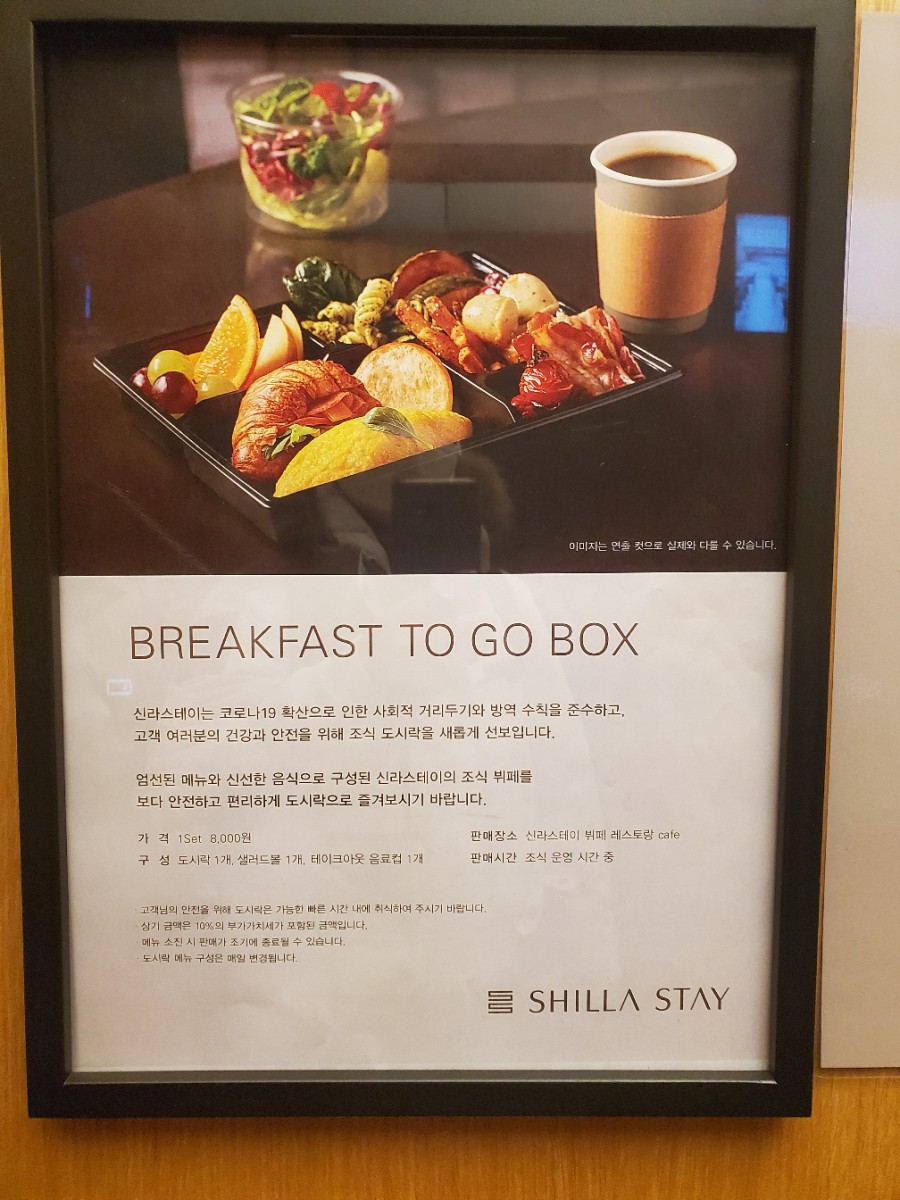 이미지는 연출 컷으로 실제와 다를 수 있습니다.
BREAKFAST TO GO BOX
신라스테이는 코로나19 확산으로 인한 사회적 거리두기와 방역 수칙을 준수하고,
고객 여러분의 건강과 안전을 위해 조식 도시락을 새롭게 선보입니다.
엄선된 메뉴와 신선한 음식으로 구성된 신라스테이의 조식 뷔페를
보다 안전하고 편리하게 도시락으로 즐겨보시기 바랍니다.
가 격 1Set 8,000원
구 성 도시락 1개, 샐러드볼 1개, 테이크아웃 음료컵 1개
판매장소 신라스테이 뷔페 레스토랑 cafe
판매시간 조식 운영 시간 중
· 고객님의 안전을 위해 도시락은 가능한 빠른 시간 내에 취식하여 주시기 바랍니다.
· 상기 금액은 10%의 부가가치세가 포함된 금액입니다.
· 메뉴 소진 시 판매가 조기에 종료될 수 있습니다.
· 도시락 메뉴 구성은 매일 변경됩니다.
SHILLA STAY